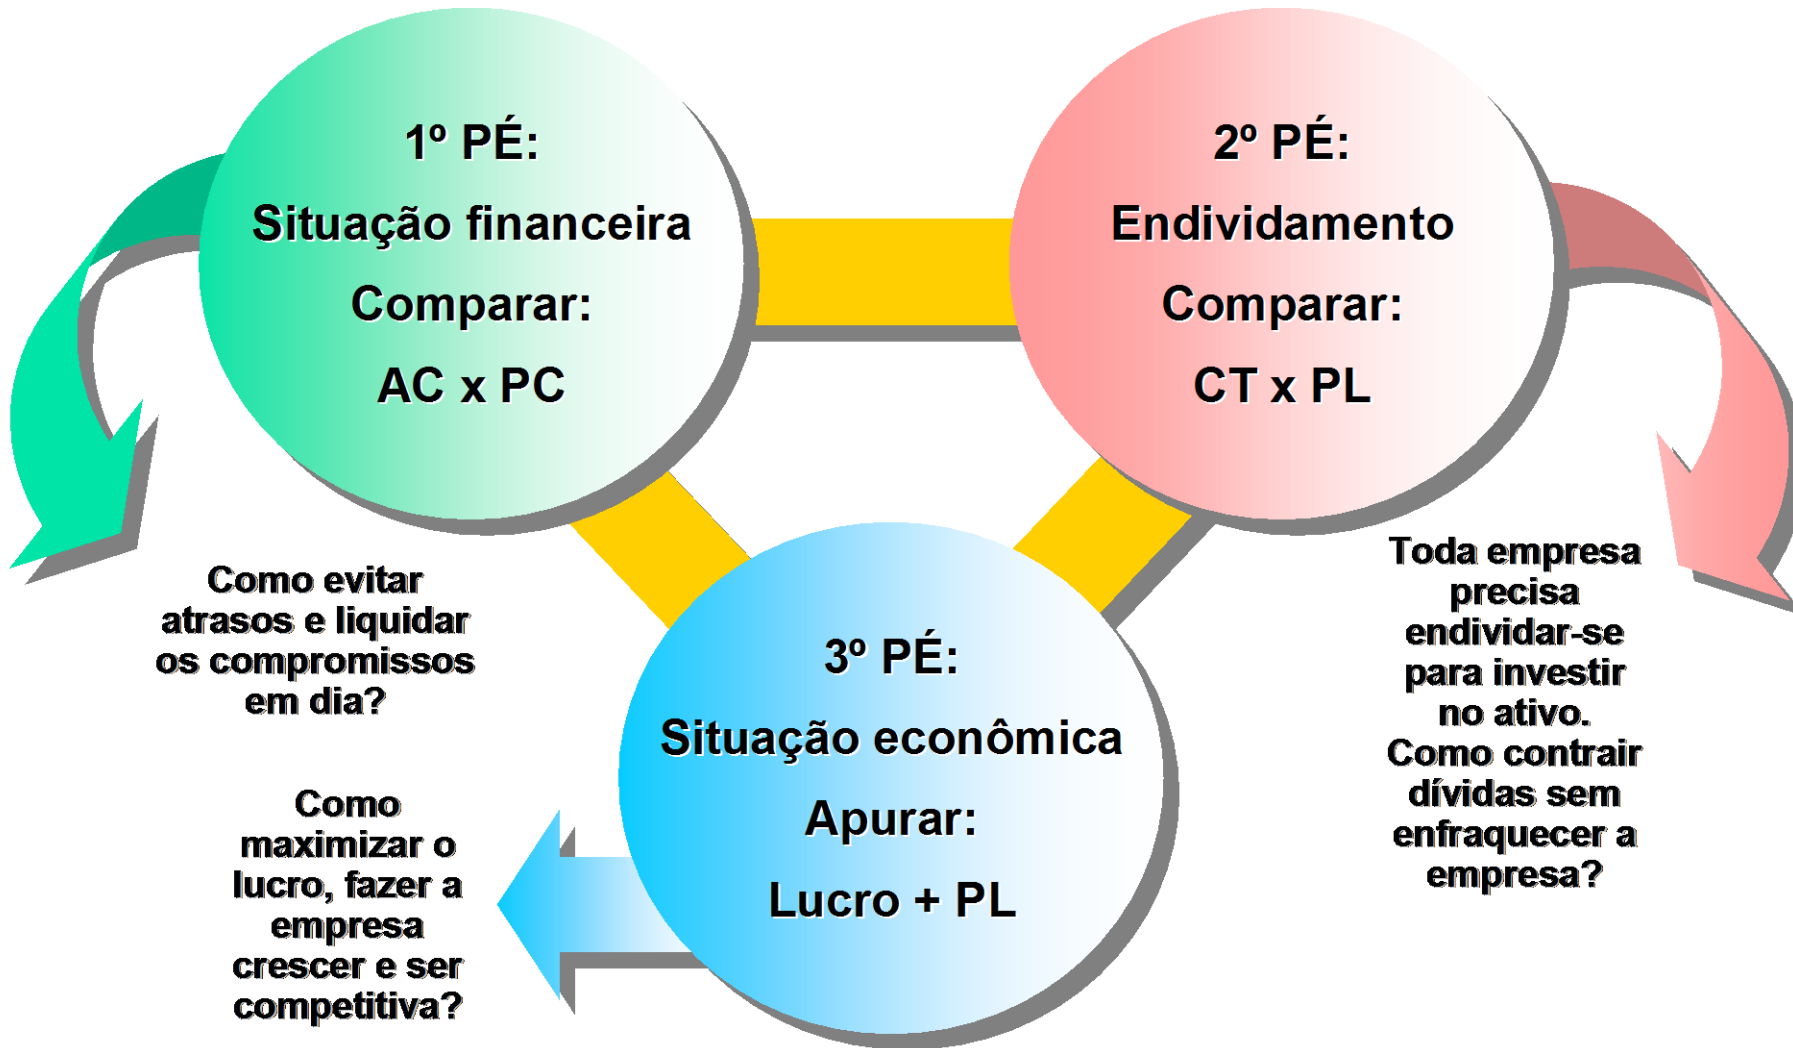 1º PÉ:
Situação financeira
Comparar:
AC x PC
2º PÉ:
Endividamento
Comparar:
CT x PL
Como evitar
atrasos e liquidar
os compromissos
em dia?
Toda empresa
precisa
endividar-se
para investir
no ativo.
Como contrair
dívidas sem
enfraquecer a
empresa?
3º PÉ:
Situação econômica
Apurar:
Lucro + PL
Como
maximizar o
lucro, fazer a
empresa
crescer e ser
competitiva?